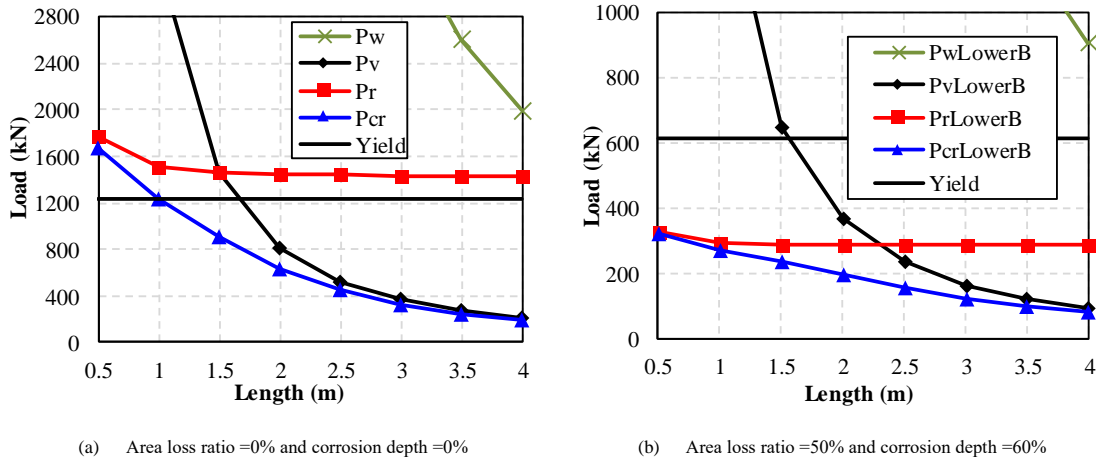 2800
2400
2000
1600
1200
800
400
0
Load (kN)
0.5 1 1.5 2 2.5 3 3.5 4
Length (m)
Pw
Pv
Pr
Pcr
Yield
(a) Area loss ratio =0% and corrosion depth =0%
1000
800
600
400
200
0
Load (kN)
0.5 1 1.5 2 2.5 3 3.5 4
Length (m)
PwLowerB
PvLowerB
PrLowerB
PcrLowerB
Yield
(b) Area loss ratio =50% and corrosion depth =60%